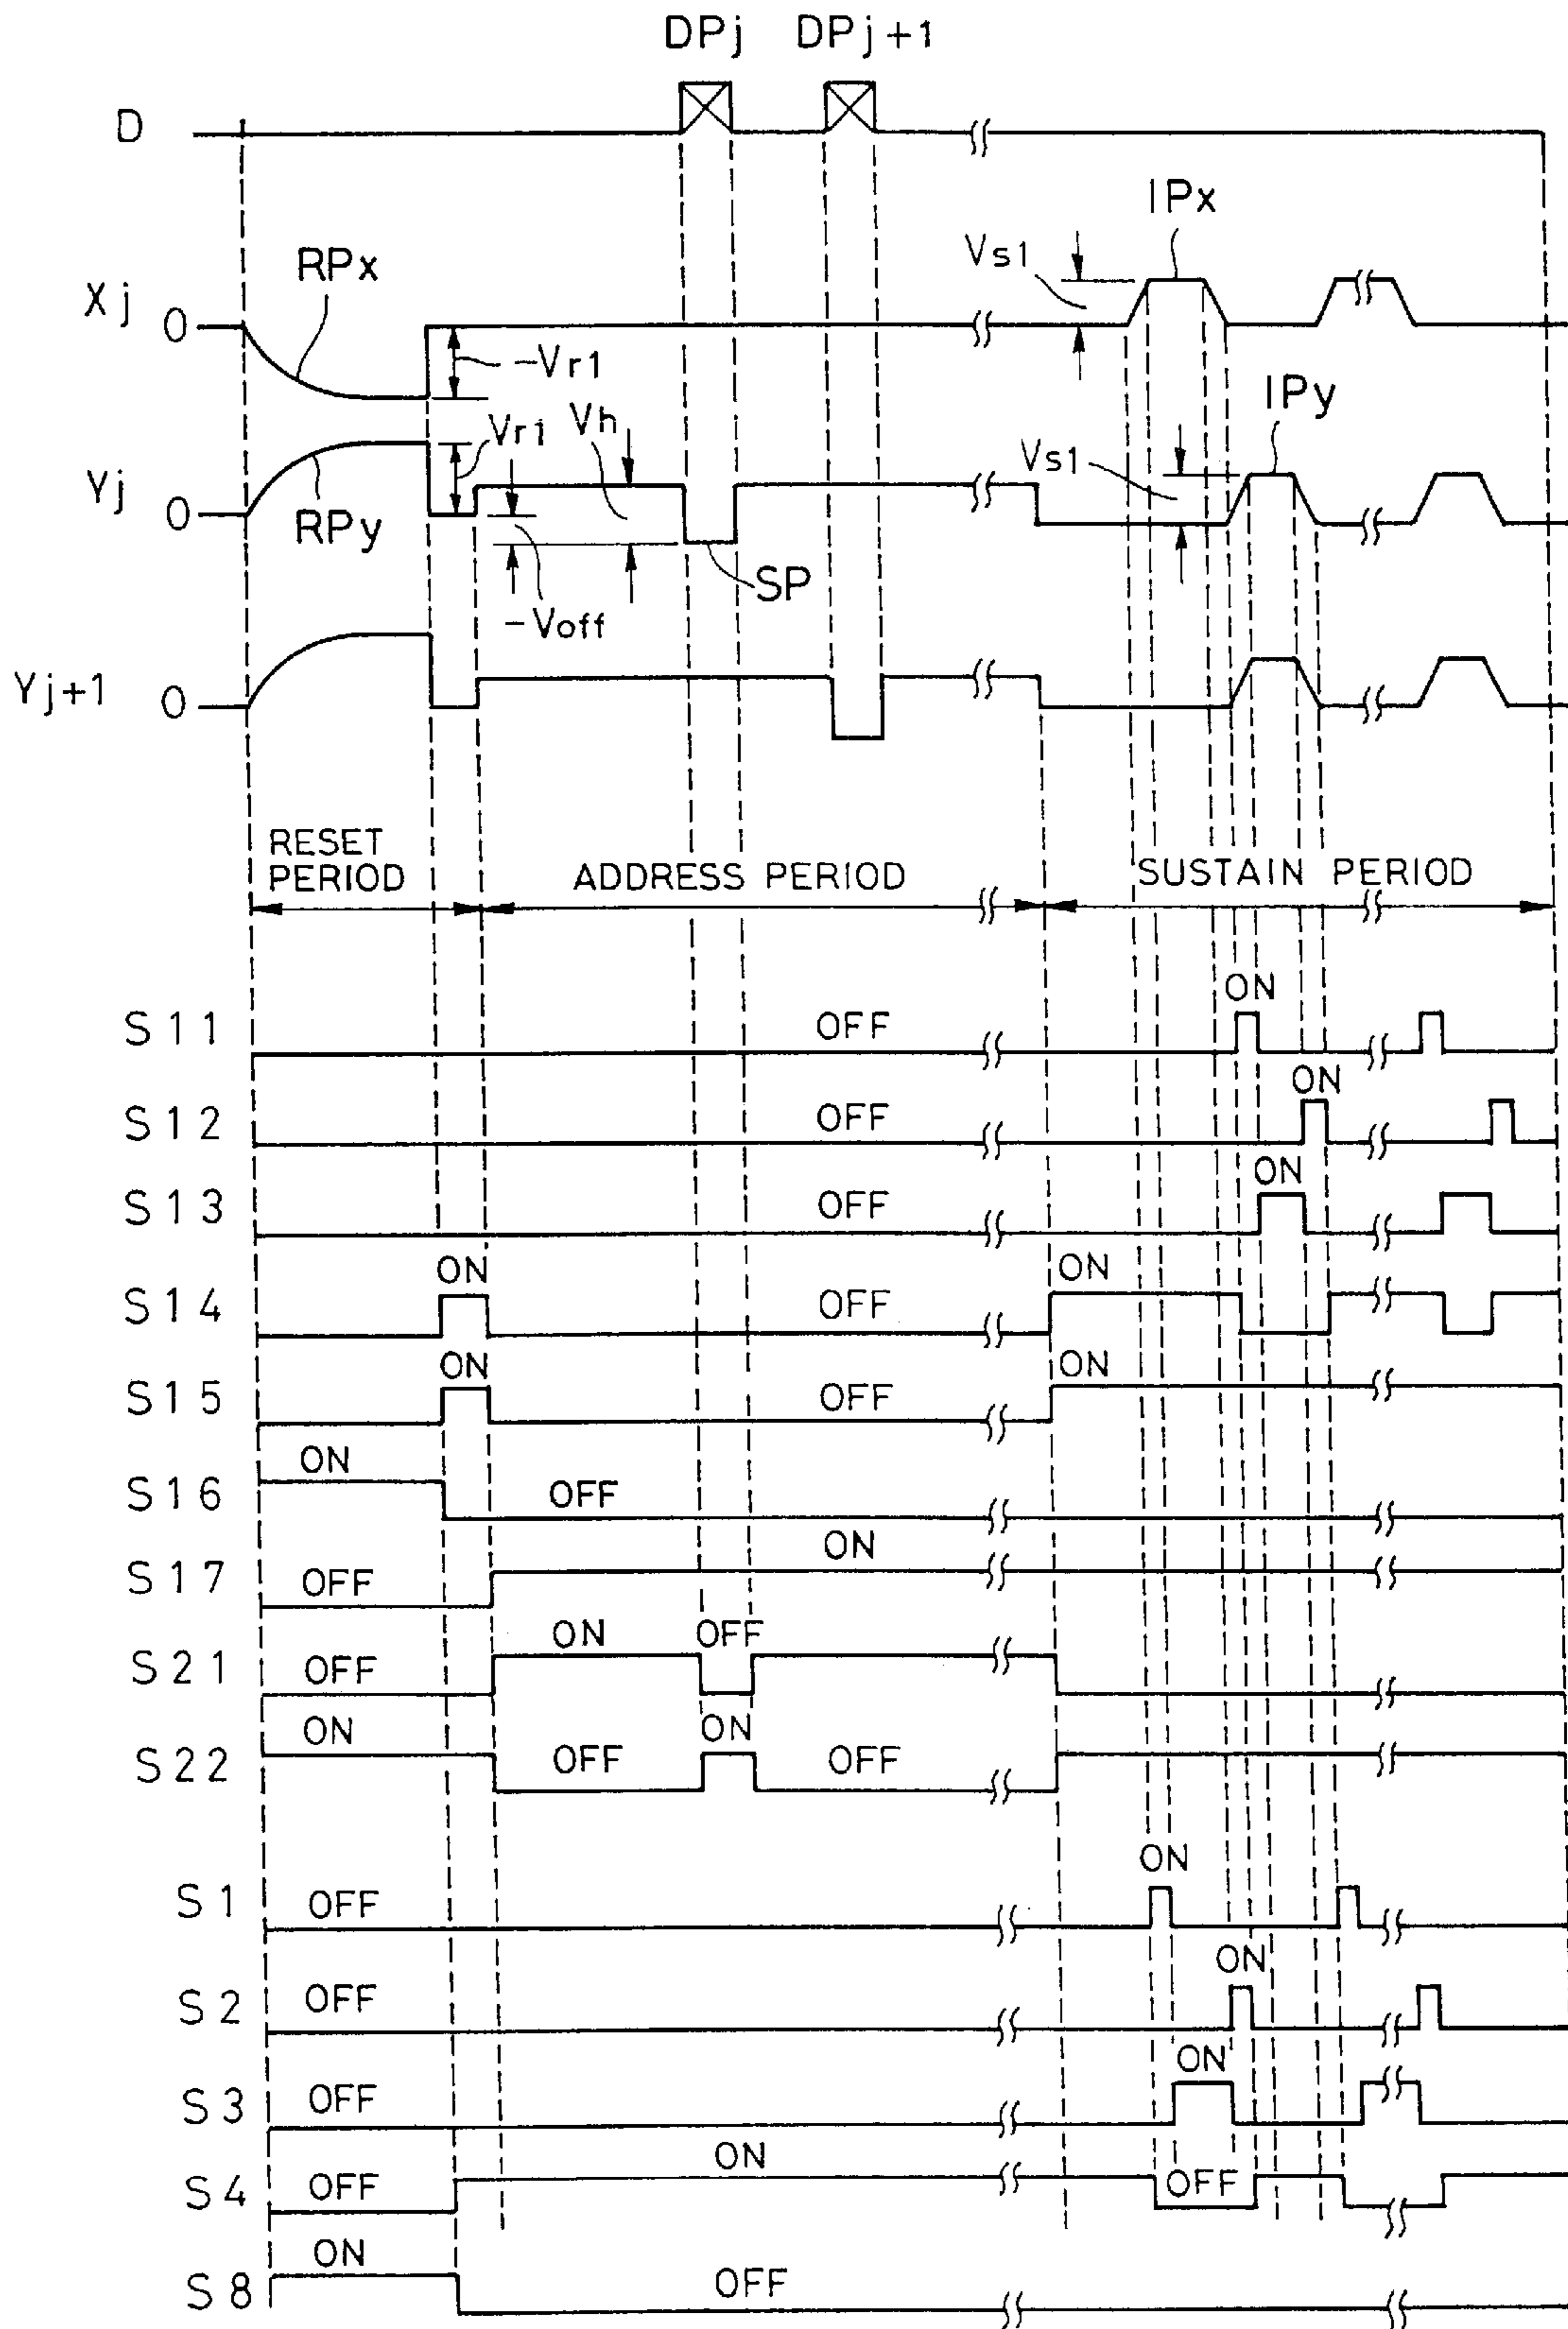 DPj DPj+1
D
IPx
Vs1
RPx
Xj 0
-Vr1
IPy
Vr1 Vh
Vs1
Yj 0
RPy
SP
-Voff
Yj+1 0
RESET PERIOD
ADDRESS PERIOD
SUSTAIN PERIOD
ON
S11 OFF
ON
S12 OFF
ON
S13 OFF
ON ON
S14 OFF
ON ON
S15 OFF
ON
S16 OFF
ON
S17 OFF
ON OFF
S21 OFF
ON ON
S22 OFF OFF
ON
S1 OFF
ON
S2 OFF
ON
S3 OFF
ON
S4 OFF OFF
ON
S8 OFF